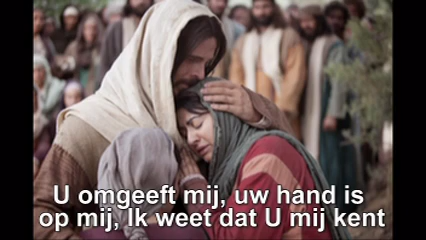 U omgeeft mij, uw hand is
op mij, Ik weet dat U mij kent